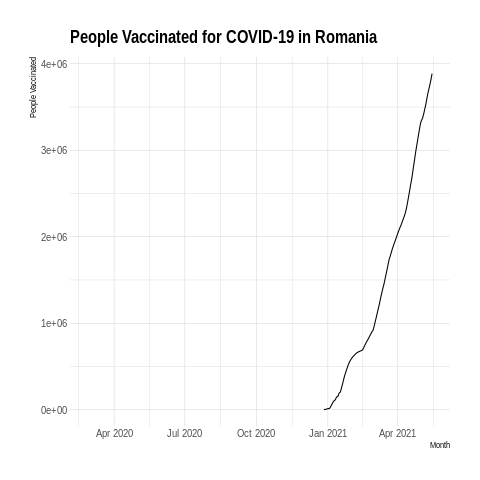 People Vaccinated for COVID-19 in Romania
People Vaccinated
4e+06
3e+06
2e+06
1e+06
0e+00
Apr 2020 Jul 2020 Oct 2020 Jan 2021 Apr 2021
Month